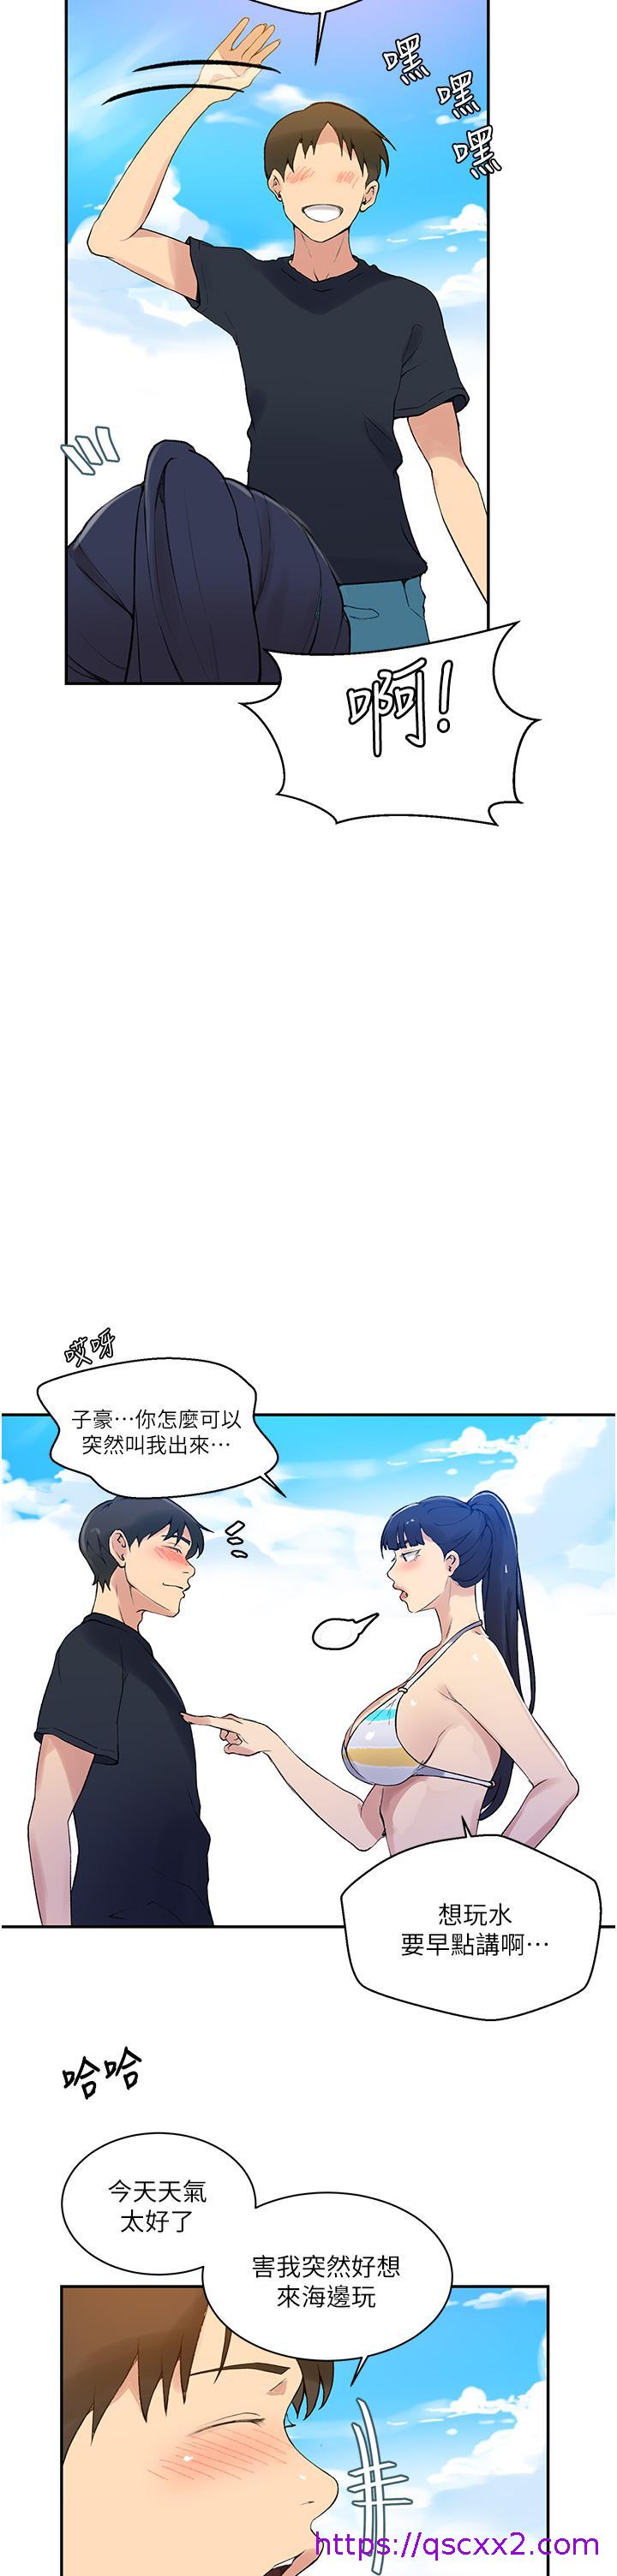 嘿
嘿
嘿
啊!
哎呀
子豪…你怎麼可以
突然叫我出來…
想玩水
要早點講啊…
哈哈
今天天氣
太好了
害我突然好想
來海邊玩
https://qscxx2.com